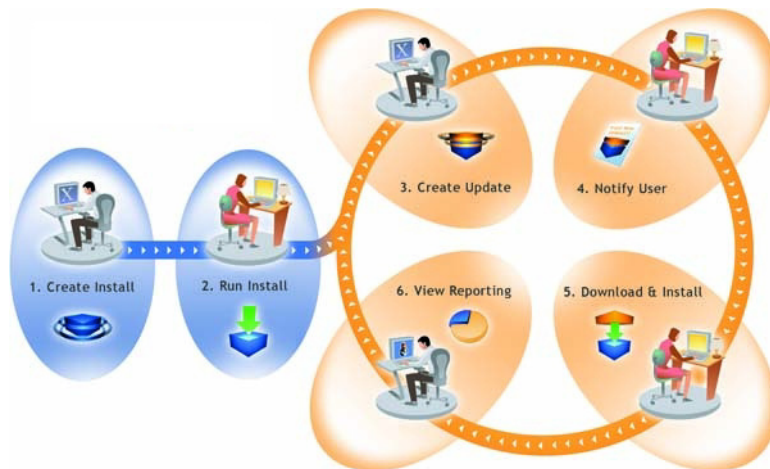 1. Create Install
2. Run Install
3. Create Update
4. Notify User
5. Download & Install
6. View Reporting
X
X